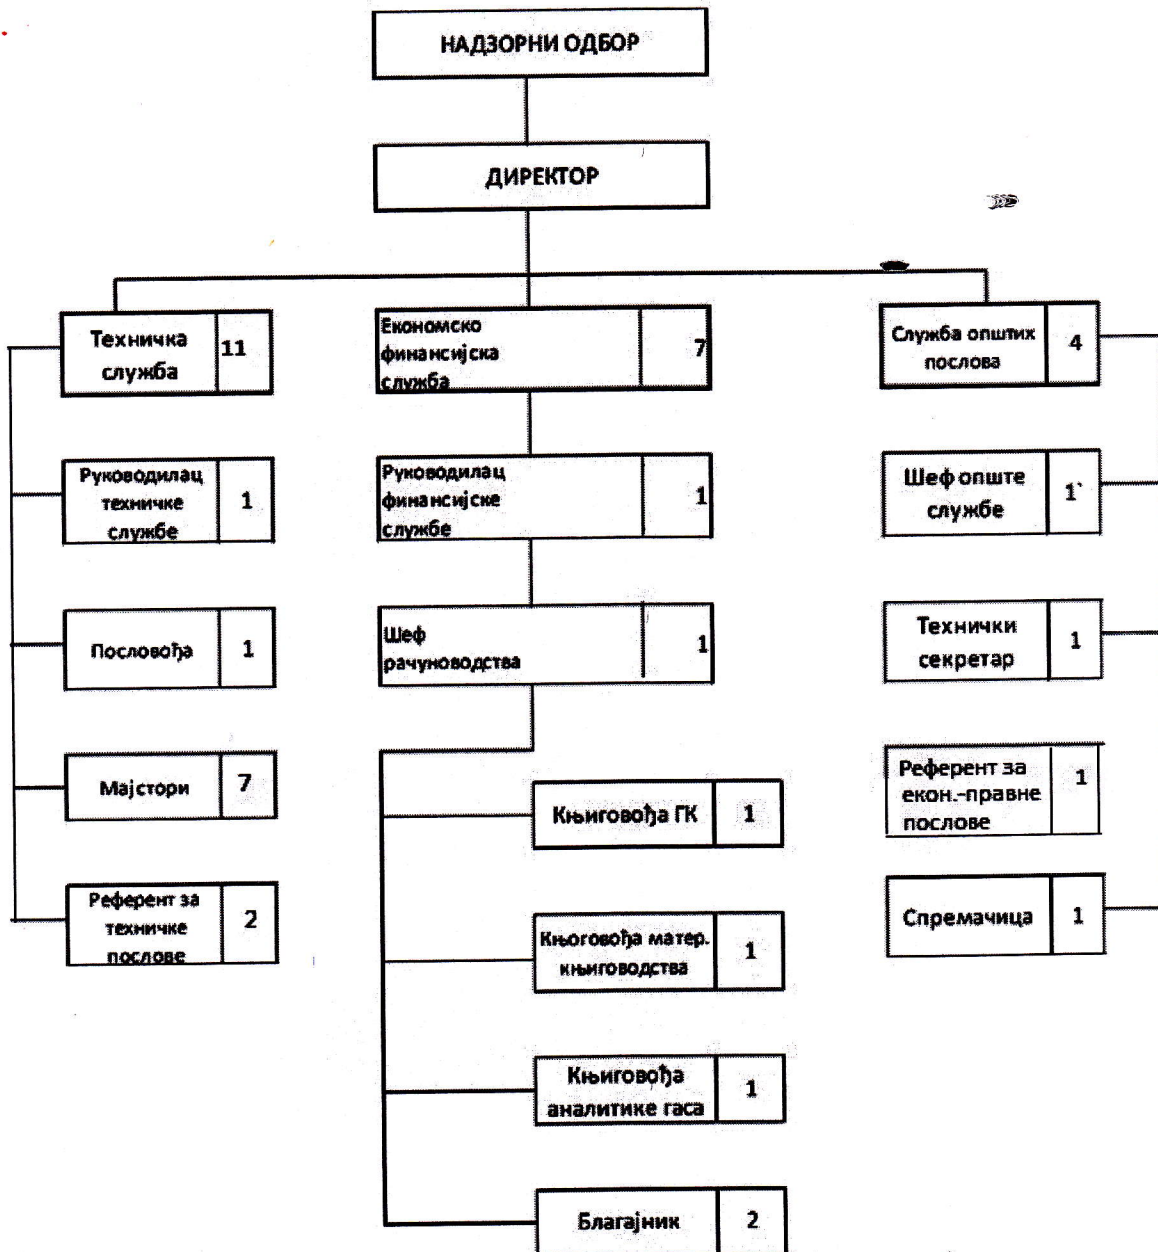 НАДЗОРНИ ОДБОР
ДИРЕКТОР
Техничка
служба
11
Економско
финансијска
служба
7
Служба општих
послова
4
Руководилац
техничке
службе
1
Руководилац
финансијске
службе
1
Шеф опште
службе
1`
Пословођа
1
Шеф
рачуноводства
1
Технички
секретар
1
Мајстори
7
Књиговођа ГК
1
Референт за
екон.-правне
послове
1
Референт за
техничке
послове
2
Књоговођа матер.
књиговодства
1
Спремачица
1
Књиговођа
аналитике гаса
1
Благајник
2